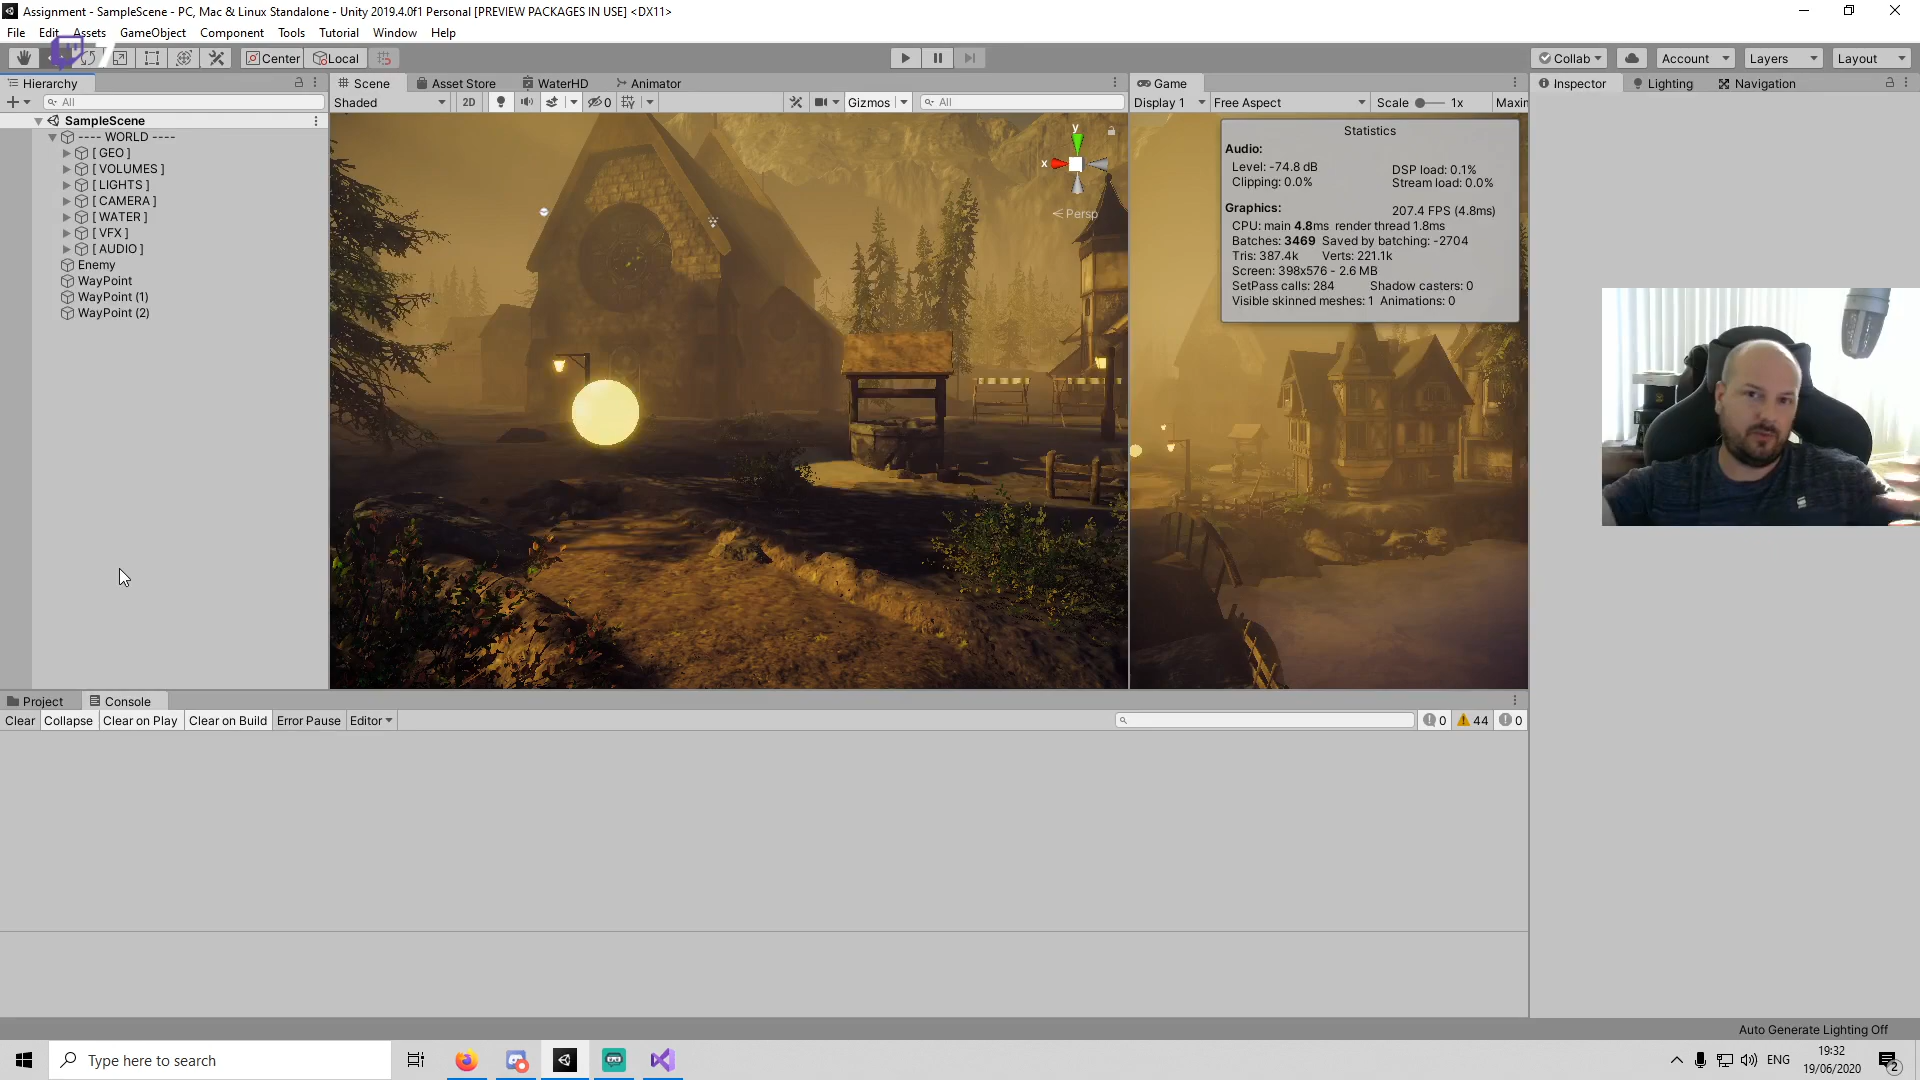 Assignment - SampleScene - PC, Mac & Linux Standalone - Unity 2019.4.0f1 Personal [PREVIEW PACKAGES IN USE] <DX11>
File Edit Assets GameObject Component Tools Tutorial Window Help
7 Center Local Collab Account Layers Layout
Hierarchy Scene Asset Store WaterHD Animator Game Inspector Lighting Navigation
All Shaded 2D 0 Gizmos All Display 1 Free Aspect Scale 1x Maxin
SampleScene
---- WORLD ----
[ GEO ]
[ VOLUMES ]
[ LIGHTS ]
[ CAMERA ]
[ WATER ]
[ VFX ]
[ AUDIO ]
Enemy
WayPoint
WayPoint (1)
WayPoint (2)
y
x
Persp
Statistics
Audio:
Level: -74.8 dB DSP load: 0.1%
Clipping: 0.0% Stream load: 0.0%
Graphics: 207.4 FPS (4.8ms)
CPU: main 4.8ms render thread 1.8ms
Batches: 3469 Saved by batching: -2704
Tris: 387.4k Verts: 221.1k
Screen: 398x576 - 2.6 MB
SetPass calls: 284 Shadow casters: 0
Visible skinned meshes: 1 Animations: 0
Project Console
Clear Collapse Clear on Play Clear on Build Error Pause Editor 0 44 0
Auto Generate Lighting Off
Type here to search ENG 19:32
19/06/2020 2